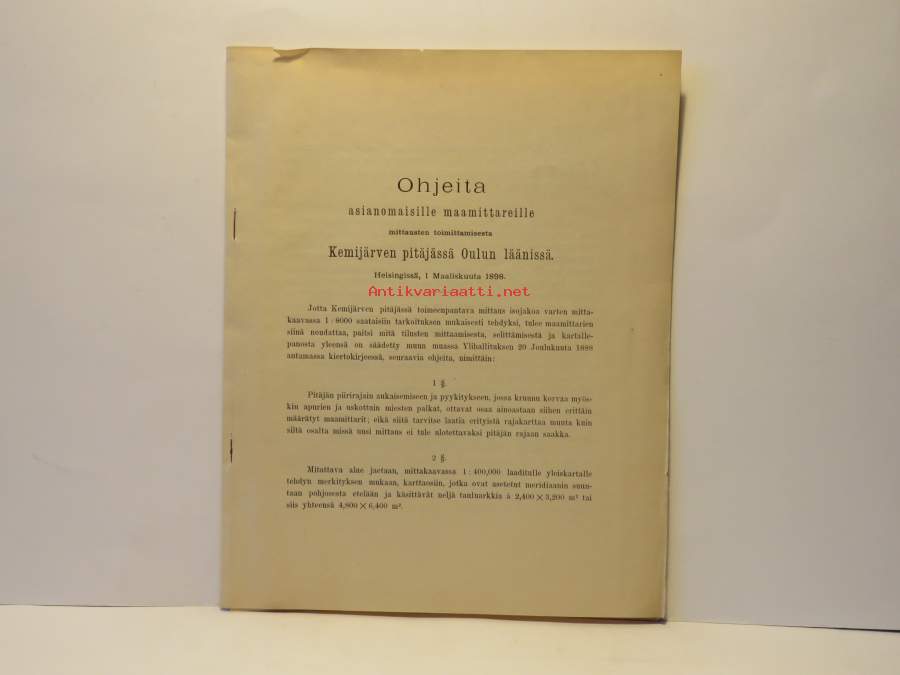 Ohjeita
asianomaisille maamittareille
mittausten toimittamisesta
Kemijärven pitäjässä Oulun läänissä.
Helsingissä, 1 Maaliskuuta 1898.
Antikvariaatti.net
Jotta Kemijärven pitäjässä toimeenpantava mittaus isojakoa varten mitta-
kaavassa 1 : 8000 saataisiin tarkoituksen mukaisesti tehdyksi, tulee maamittarien
siinä noudattaa, paitsi mitä tilusten mittaamisesta, selittämisestä ja kartalle-
panosta yleensä on säädetty muun muassa Ylihallituksen 20 Joulukuuta 1888
antamassa kiertokirjeessä, seuraavia ohjeita, nimittäin:
1 §.
Pitäjän piirirajain aukaisemiseen ja pyykitykseen, jossa kruunu korvaa myös-
kin apurien ja uskottuin miesten palkat, ottavat osaa ainoastaan siihen erittäin
määrätyt maamittarit; eikä siitä tarvitse laatia erityistä rajakarttaa muuta kuin
siltä osalta missä uusi mittaus ei tule ulotettavaksi pitäjän rajaan saakka.
2 §.
Mitattava alue jaetaan, mittakaavassa 1 : 400,000 laaditulle yleiskartalle
tehdyn merkityksen mukaan, karttaosiin, jotka ovat asetetut meridiaanin suun-
taan pohjosesta etelään ja käsittävät neljä tauluarkkia à 2,400 × 3,200 m² tai
siis yhteensä 4,800 × 6,400 m².